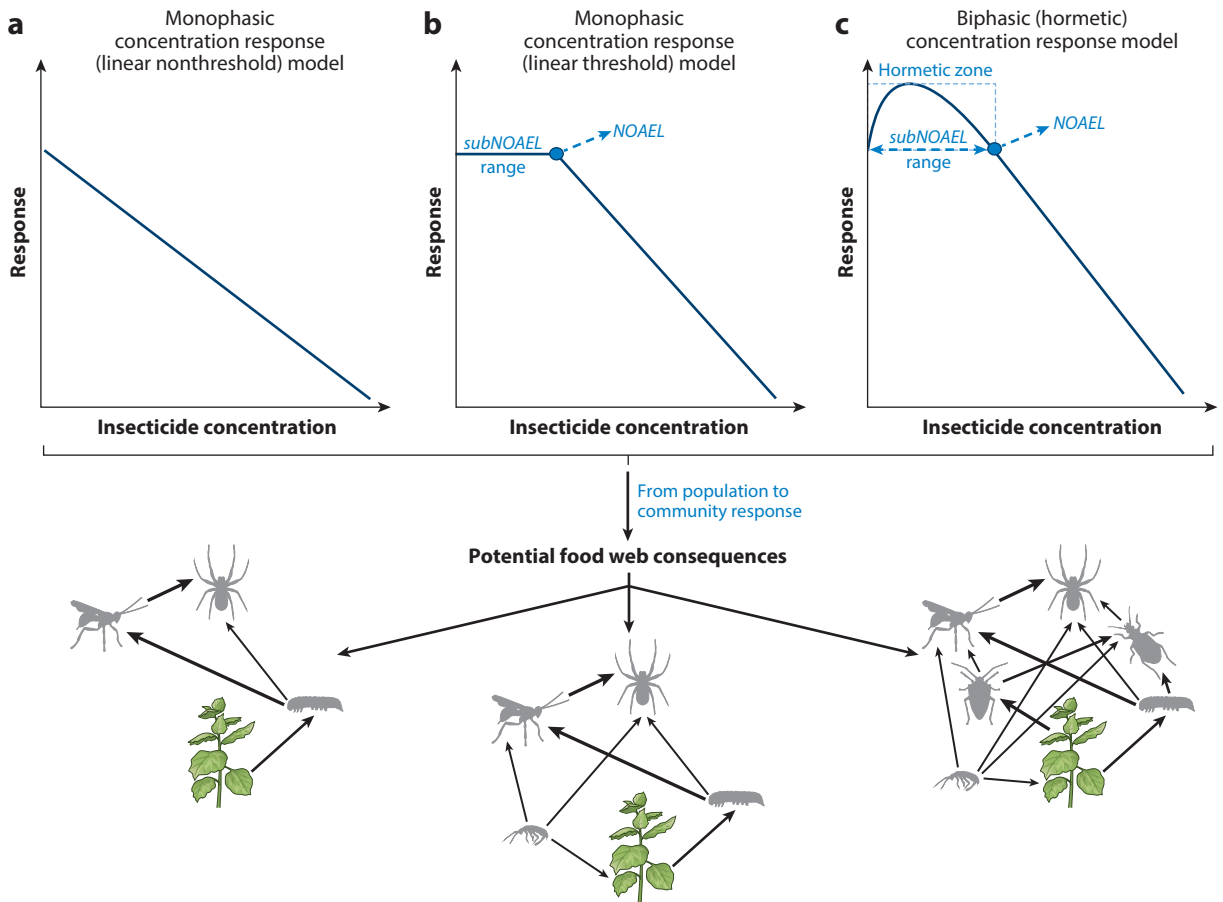 a
Monophasic
concentration response
(linear nonthreshold) model
Response
Insecticide concentration
b
Monophasic
concentration response
(linear threshold) model
subNOAEL
range
NOAEL
Response
Insecticide concentration
c
Biphasic (hormetic)
concentration response model
Hormetic zone
subNOAEL
range
NOAEL
Response
Insecticide concentration
From population to
community response
Potential food web consequences